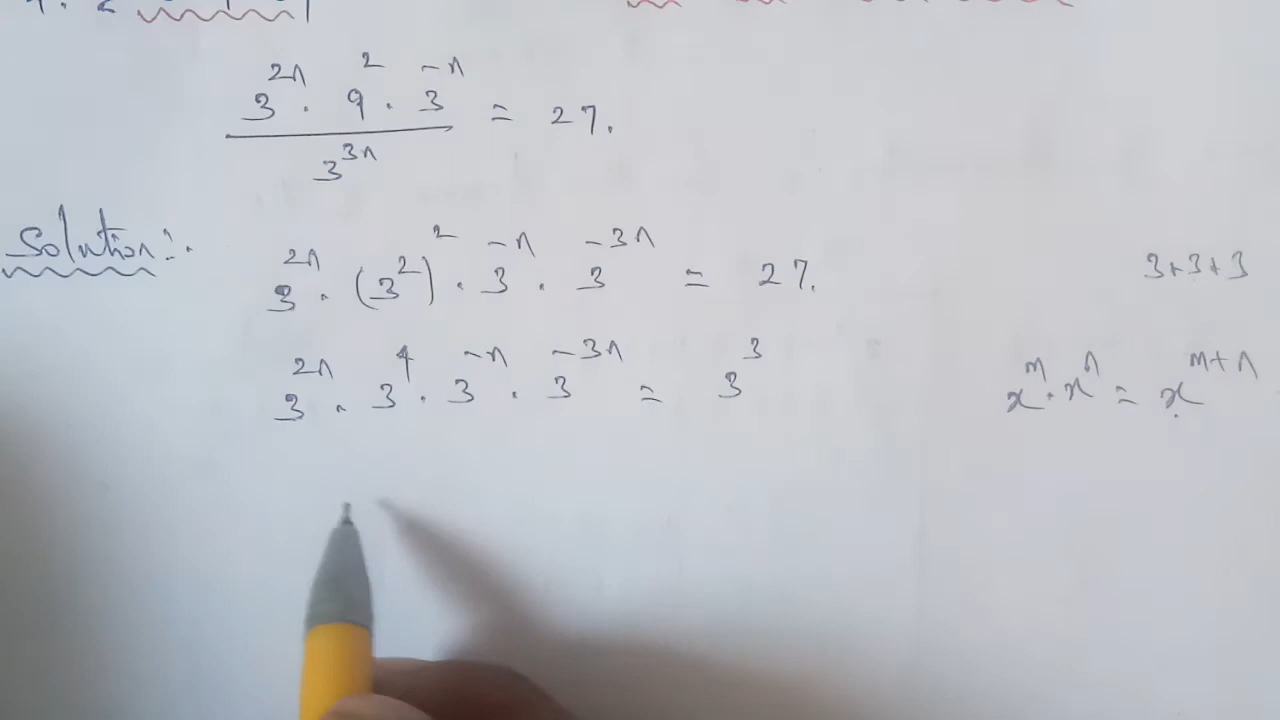 3^{2n} . 9^2 . 3^{-n} / 3^{3n} = 27.
Solution:.
3^{2n} . (3^2)^2 . 3^{-n} . 3^{-3n} = 27.
3+3+3
3^{2n} . 3^4 . 3^{-n} . 3^{-3n} = 3^3
x^m . x^n = x^{m+n}